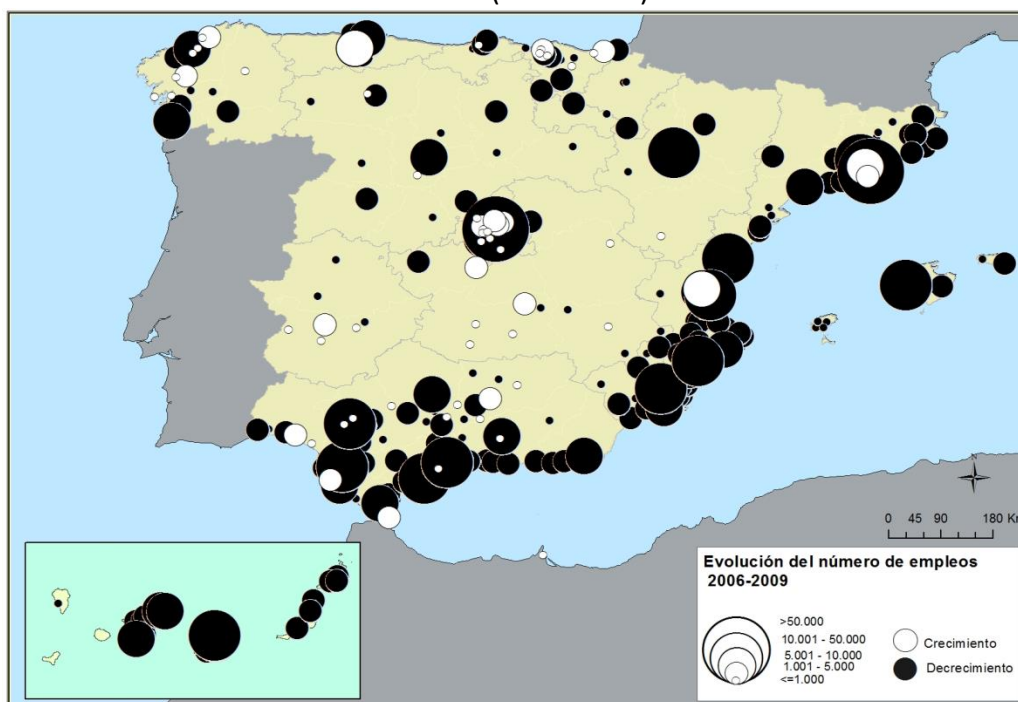 N
0 45 90 180 Km
Evolución del número de empleos
2006-2009
>50.000
10.001 - 50.000
5.001 - 10.000
1.001 - 5.000
<=1.000
Crecimiento
Decrecimiento